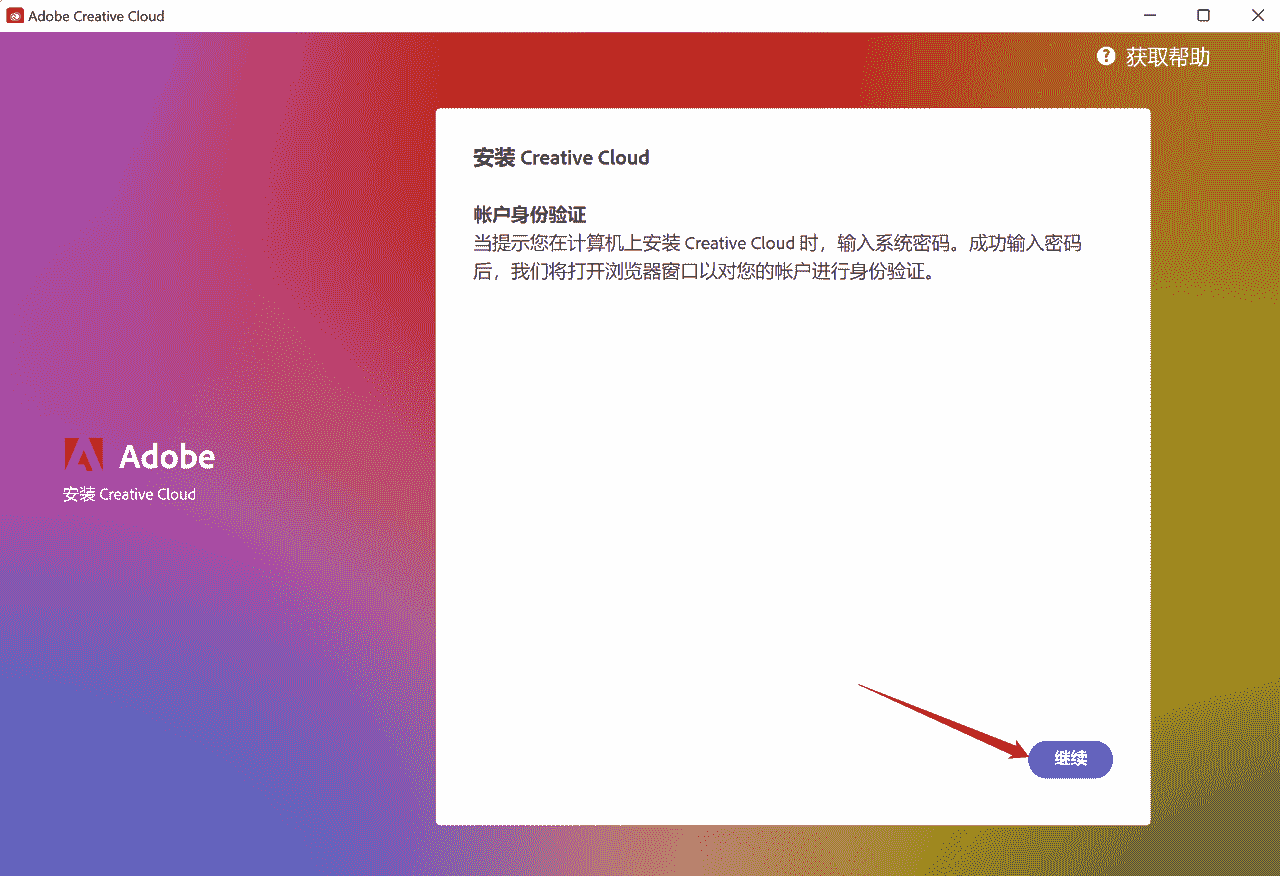 Adobe Creative Cloud
获取帮助
安装 Creative Cloud
帐户身份验证
当提示您在计算机上安装 Creative Cloud 时，输入系统密码。成功输入密码
后，我们将打开浏览器窗口以对您的帐户进行身份验证。
Adobe
安装 Creative Cloud
继续